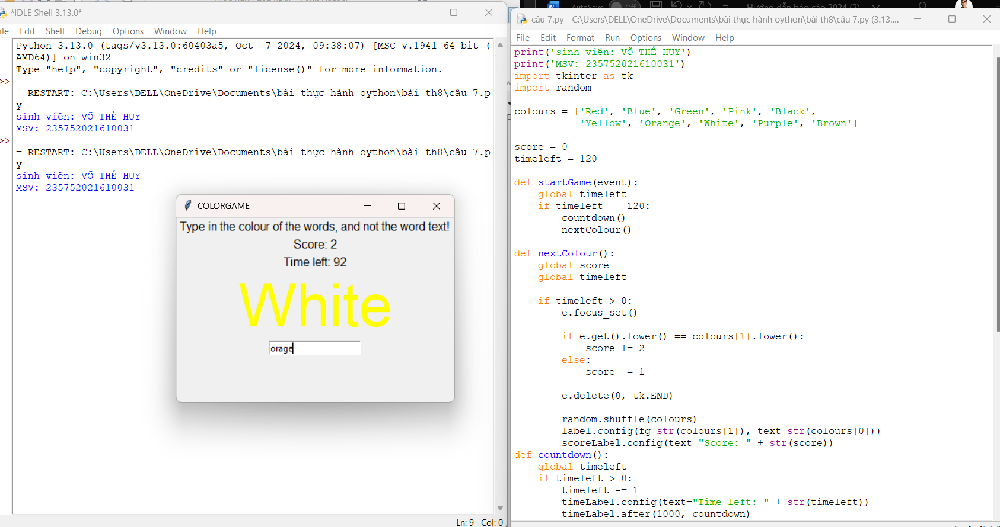 *IDLE Shell 3.13.0*
ile Edit Shell Debug Options Window Help
Python 3.13.0 (tags/v3.13.0:60403a5, Oct  7 2024, 09:38:07) [MSC v.1941 64 bit (
AMD64)] on win32
Type "help", "copyright", "credits" or "license()" for more information.
>>
= RESTART: C:\Users\DELL\OneDrive\Documents\bài thực hành oython\bài th8\câu 7.p
y
sinh viên: VÕ THẾ HUY
MSV: 235752021610031
>>
= RESTART: C:\Users\DELL\OneDrive\Documents\bài thực hành oython\bài th8\câu 7.p
y
sinh viên: VÕ THẾ HUY
MSV: 235752021610031
Ln: 9 Col: 0
COLORGAME
Type in the colour of the words, and not the word text!
Score: 2
Time left: 92
White
orage
AutoSave Off Hướng dẫn báo cáo 2024 (2)
câu 7.py - C:\Users\DELL\OneDrive\Documents\bài thực hành oython\bài th8\câu 7.py (3.13....
File Edit Format Run Options Window Help
print('sinh viên: VÕ THẾ HUY')
print('MSV: 235752021610031')
import tkinter as tk
import random
colours = ['Red', 'Blue', 'Green', 'Pink', 'Black',
           'Yellow', 'Orange', 'White', 'Purple', 'Brown']
score = 0
timeleft = 120
def startGame(event):
    global timeleft
    if timeleft == 120:
        countdown()
        nextColour()
def nextColour():
    global score
    global timeleft
    if timeleft > 0:
        e.focus_set()
        if e.get().lower() == colours[1].lower():
            score += 2
        else:
            score -= 1
        e.delete(0, tk.END)
        random.shuffle(colours)
        label.config(fg=str(colours[1]), text=str(colours[0]))
        scoreLabel.config(text="Score: " + str(score))
def countdown():
    global timeleft
    if timeleft > 0:
        timeleft -= 1
        timeLabel.config(text="Time left: " + str(timeleft))
        timeLabel.after(1000, countdown)